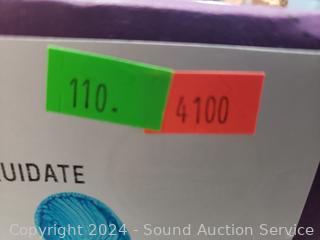 110. 4100
UIDATE
Copyright 2024 - Sound Auction Service